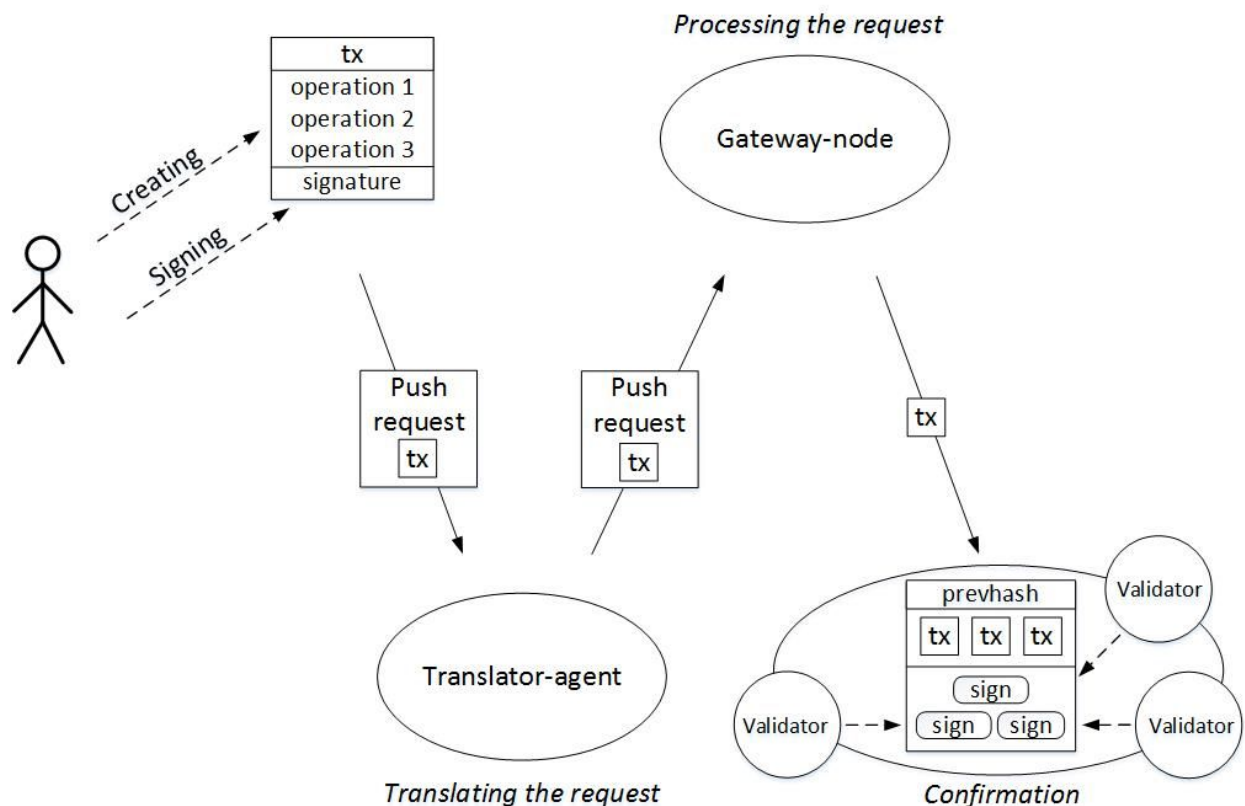 Processing the request
tx
operation 1
operation 2
operation 3
signature
Creating
Signing
Gateway-node
Push
request
tx
Push
request
tx
tx
Translator-agent
Translating the request
prevhash
tx tx tx
sign
sign sign
Validator
Validator
Validator
Confirmation